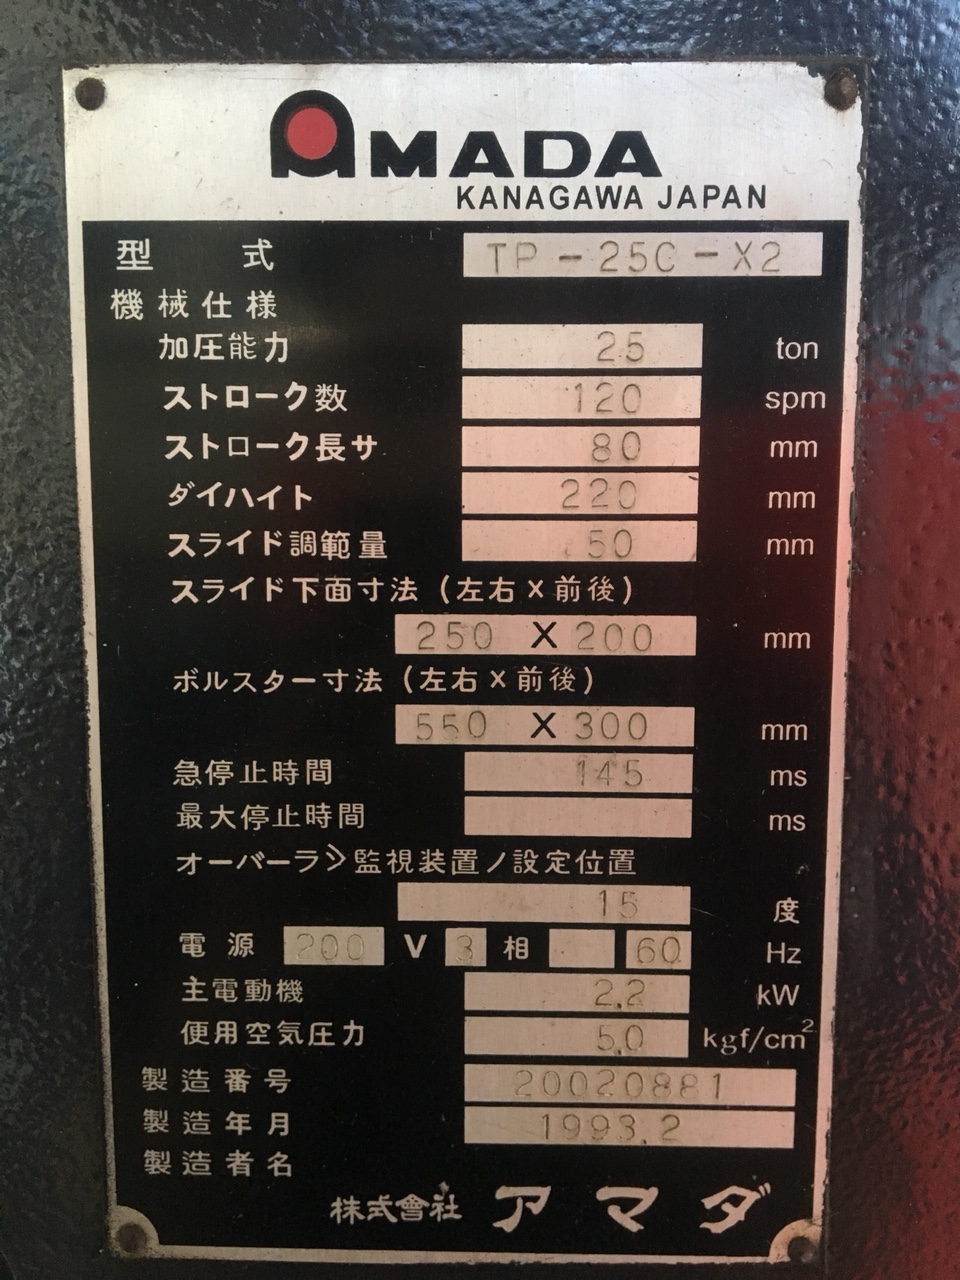 AMADA
KANAGAWA JAPAN
型式 TP-25C-X2
機械仕様
加圧能力 25 ton
ストローク数 120 spm
ストローク長サ 80 mm
ダイハイト 220 mm
スライド調範量 50 mm
スライド下面寸法(左右×前後)
250 X 200 mm
ボルスター寸法(左右×前後)
550 X 300 mm
急停止時間 145 ms
最大停止時間 ms
オーバーラン監視装置ノ設定位置
15 度
電源 200 V 3 相 60 Hz
主電動機 2.2 kW
使用空気圧力 5.0 kgf/cm²
製造番号 20020881
製造年月 1993.2
製造者名
株式會社 アマダ